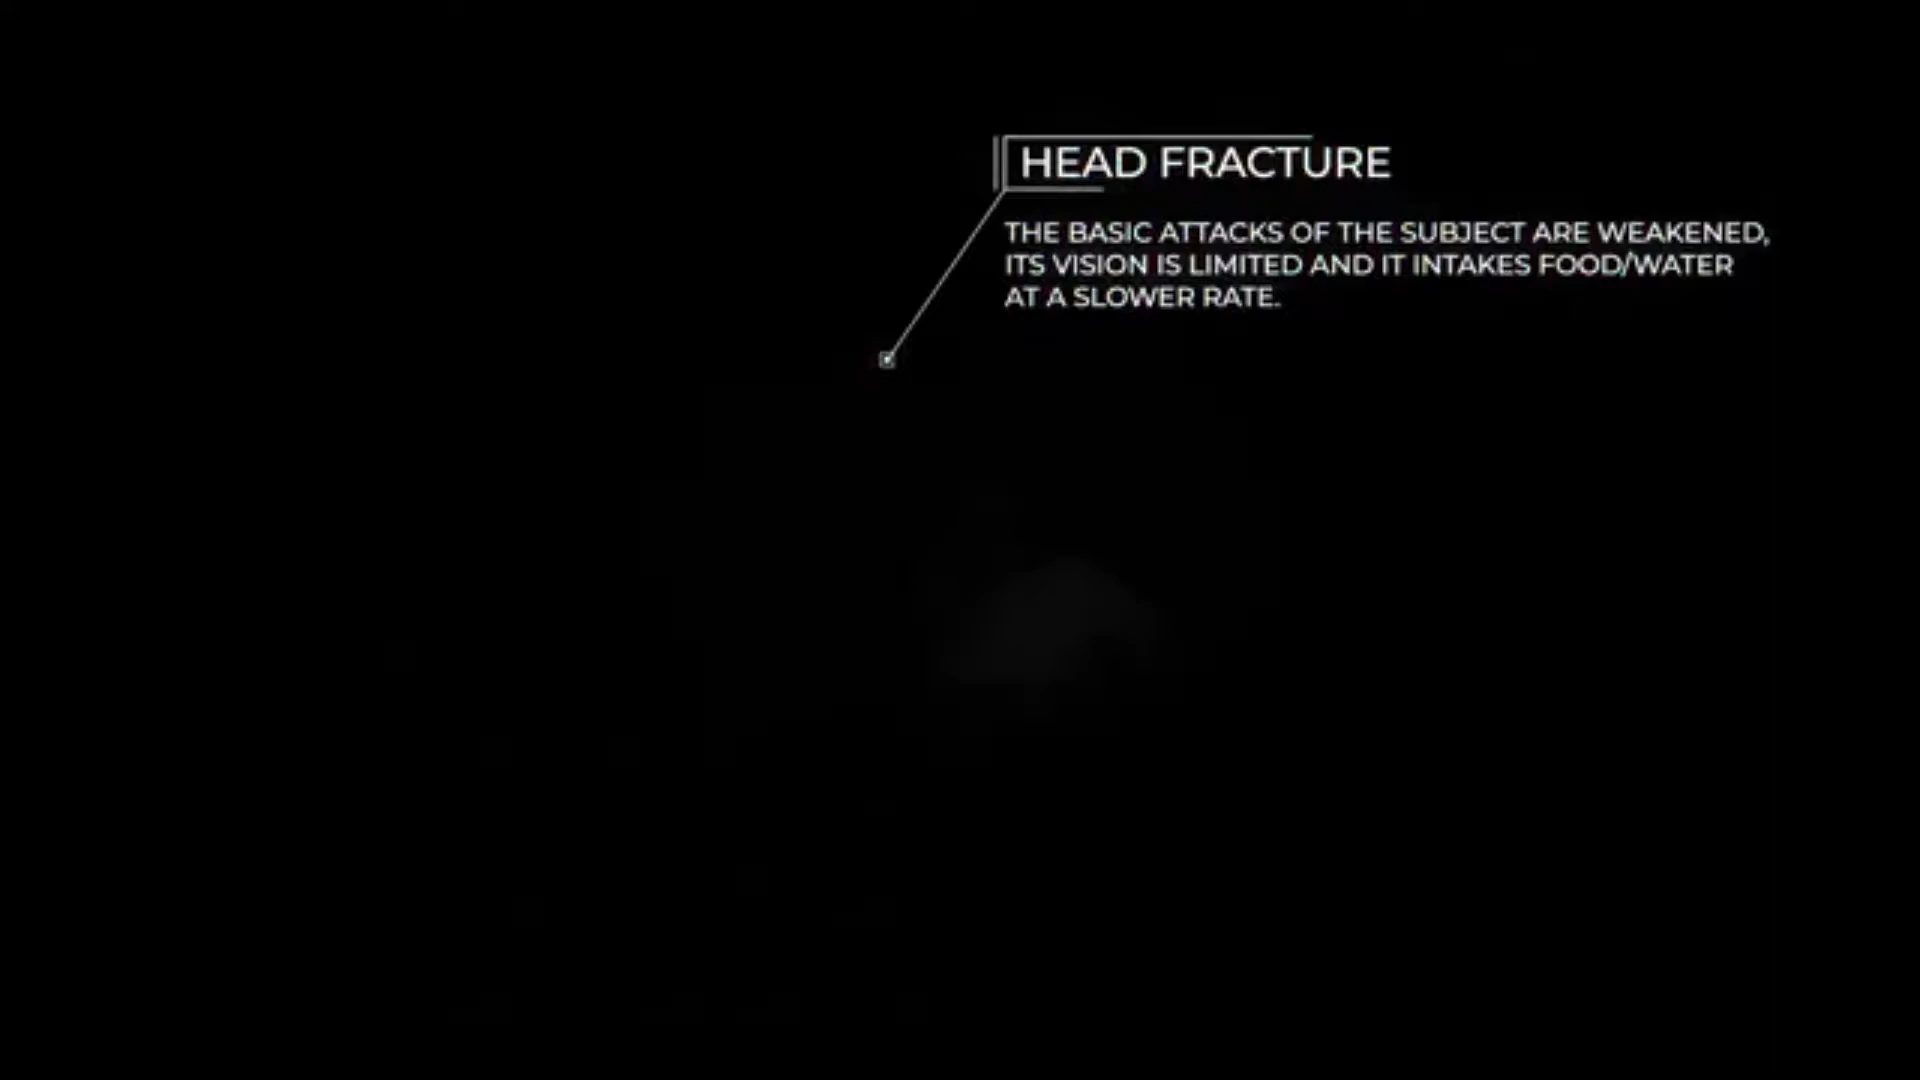 HEAD FRACTURE
THE BASIC ATTACKS OF THE SUBJECT ARE WEAKENED,
ITS VISION IS LIMITED AND IT INTAKES FOOD/WATER
AT A SLOWER RATE.